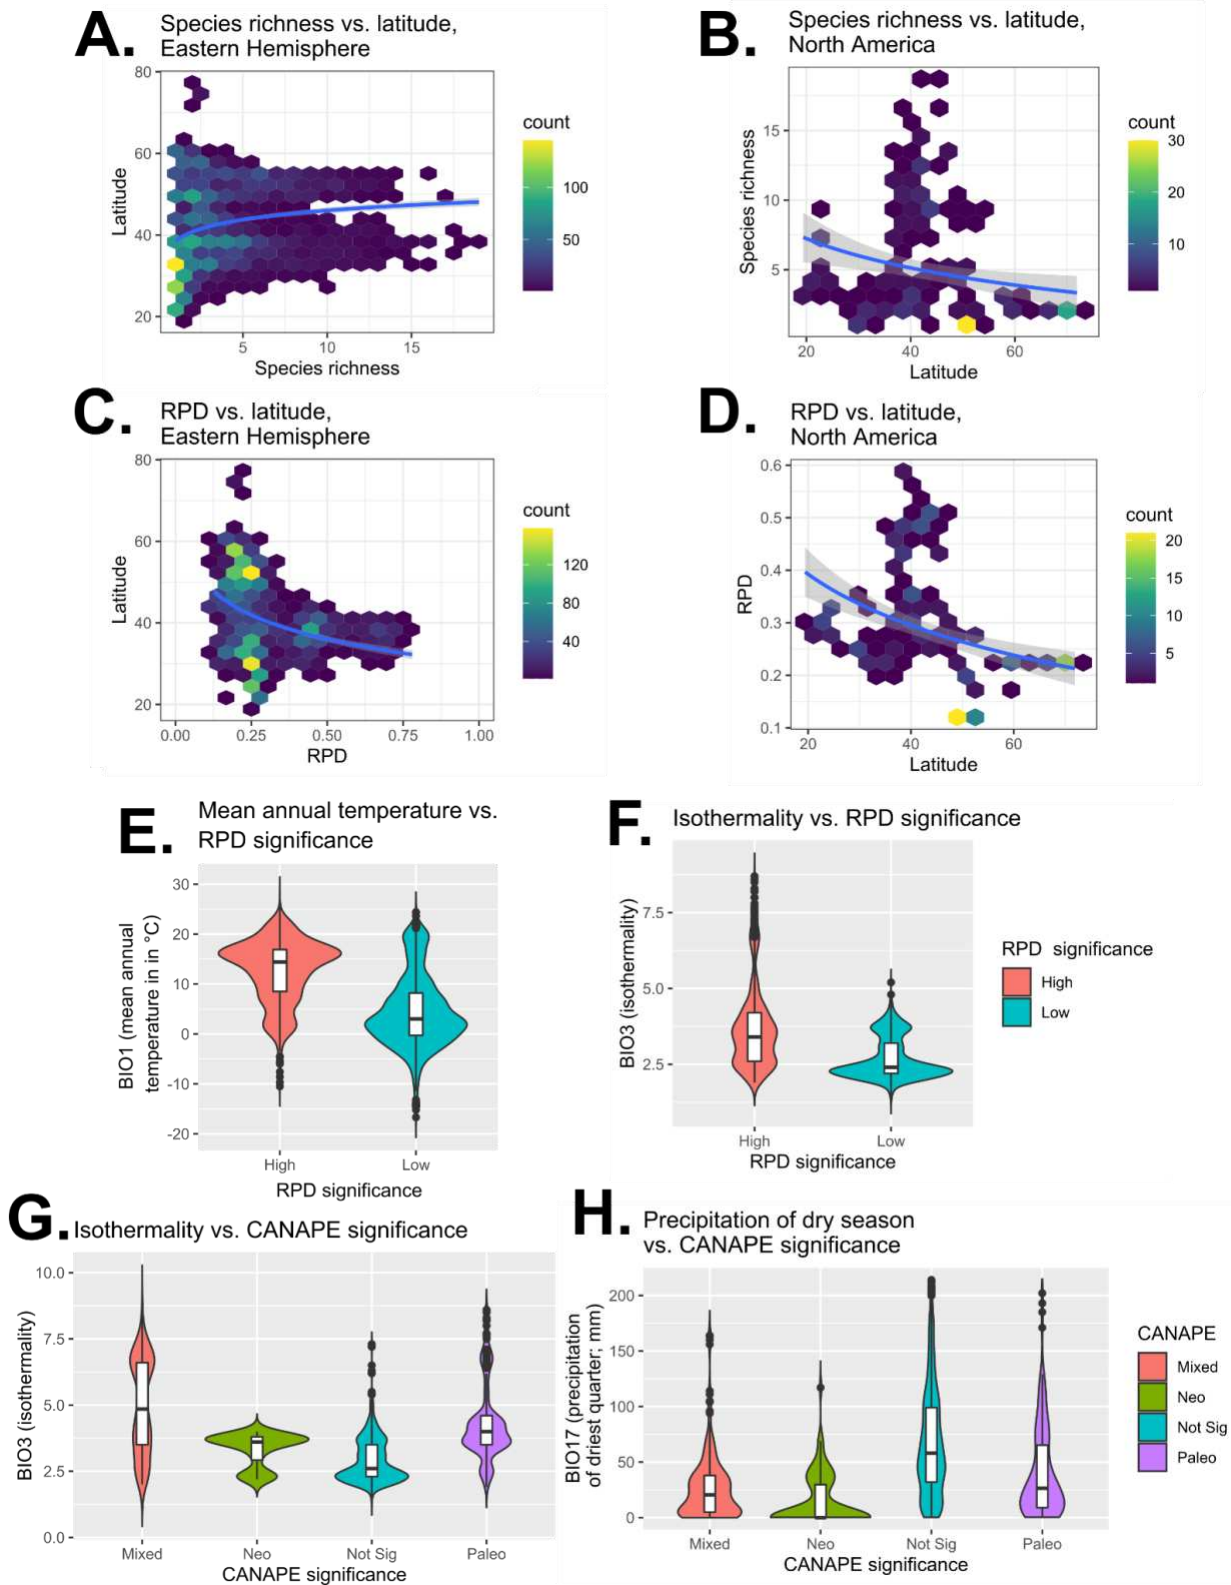 A.
Species richness vs. latitude,
Eastern Hemisphere
80
60
40
20
Latitude
5
10
15
Species richness
count
100
50
B.
Species richness vs. latitude,
North America
15
10
5
Species richness
20
40
60
Latitude
count
30
20
10
C.
RPD vs. latitude,
Eastern Hemisphere
80
60
40
20
Latitude
0.00
0.25
0.50
0.75
1.00
RPD
count
120
80
40
D.
RPD vs. latitude,
North America
0.6
0.5
0.4
0.3
0.2
0.1
RPD
20
40
60
Latitude
count
20
15
10
5
E.
Mean annual temperature vs.
RPD significance
30
20
10
0
-10
-20
BIO1 (mean annual
temperature in in °C)
High
Low
RPD significance
F.
Isothermality vs. RPD significance
7.5
5.0
2.5
BIO3 (isothermality)
High
Low
RPD significance
RPD significance
High
Low
G.
Isothermality vs. CANAPE significance
10.0
7.5
5.0
2.5
0.0
BIO3 (isothermality)
Mixed
Neo
Not Sig
Paleo
CANAPE significance
H.
Precipitation of dry season
vs. CANAPE significance
200
150
100
50
0
BIO17 (precipitation
of driest quarter; mm)
Mixed
Neo
Not Sig
Paleo
CANAPE significance
CANAPE
Mixed
Neo
Not Sig
Paleo